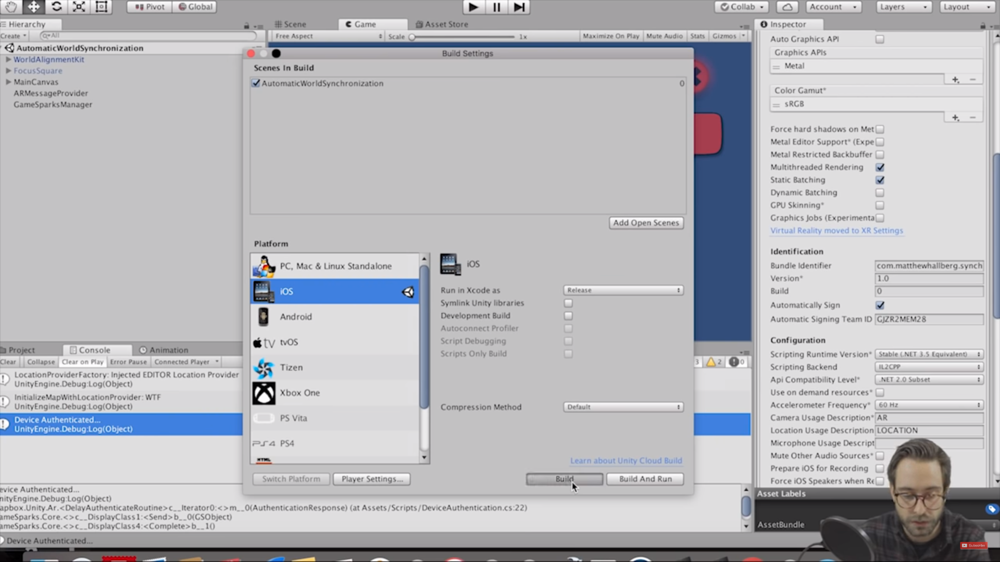 Pivot Global Collab Account Layers Layout
Hierarchy
Create All
AutomaticWorldSynchronization
WorldAlignmentKit
FocusSquare
MainCanvas
ARMessageProvider
GameSparksManager
Scene Game Asset Store
Free Aspect Scale 1x Maximize On Play Mute Audio Stats Gizmos
Build Settings
Scenes In Build
AutomaticWorldSynchronization 0
Add Open Scenes
Platform
PC, Mac & Linux Standalone
iOS
Android
tv tvOS
Tizen
Xbox One
PS Vita
PS4 PS4
HTML
iOS
Run in Xcode as Release
Symlink Unity libraries
Development Build
Autoconnect Profiler
Script Debugging
Scripts Only Build
Compression Method Default
Learn about Unity Cloud Build
Switch Platform Player Settings... Build Build And Run
Project Console Animation
Clear Collapse Clear on Play Error Pause Connected Player 3 2 0
LocationProviderFactory: Injected EDITOR Location Provider
UnityEngine.Debug:Log(Object)
InitializeMapWithLocationProvider: WTF
UnityEngine.Debug:Log(Object)
Device Authenticated...
UnityEngine.Debug:Log(Object)
evice Authenticated...
nityEngine.Debug:Log(Object)
apbox.Unity.Ar.<DelayAuthenticateRoutine>c__Iterator0:<>m__0(AuthenticationResponse) (at Assets/Scripts/DeviceAuthentication.cs:22)
ameSparks.Core.<>c__DisplayClass1:<Send>b__0(GSObject)
ameSparks.Core.<>c__DisplayClass4:<Complete>b__1()
Device Authenticated...
Inspector
Auto Graphics API
Graphics APIs
Metal
Color Gamut*
sRGB
Force hard shadows on Met
Metal Editor Support* (Expe
Metal Restricted Backbuffer
Multithreaded Rendering
Static Batching
Dynamic Batching
GPU Skinning*
Graphics Jobs (Experimenta
Virtual Reality moved to XR Settings
Identification
Bundle Identifier com.matthewhallberg.synch
Version* 1.0
Build 0
Automatically Sign
Automatic Signing Team ID GJZR2MEM28
Configuration
Scripting Runtime Version* Stable (.NET 3.5 Equivalent)
Scripting Backend IL2CPP
Api Compatibility Level* .NET 2.0 Subset
Use on demand resources*
Accelerometer Frequency* 60 Hz
Camera Usage Description* AR
Location Usage Description LOCATION
Microphone Usage Descript
Mute Other Audio Sources*
Prepare iOS for Recording
Force iOS Speakers when Re
Asset Labels
AssetBundle
Subscribe